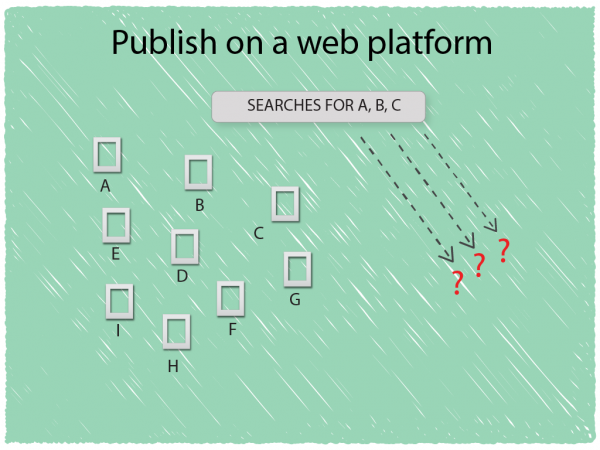 Publish on a web platform
SEARCHES FOR A, B, C
A
B
C
E
D
G
I
F
H
?
?
?